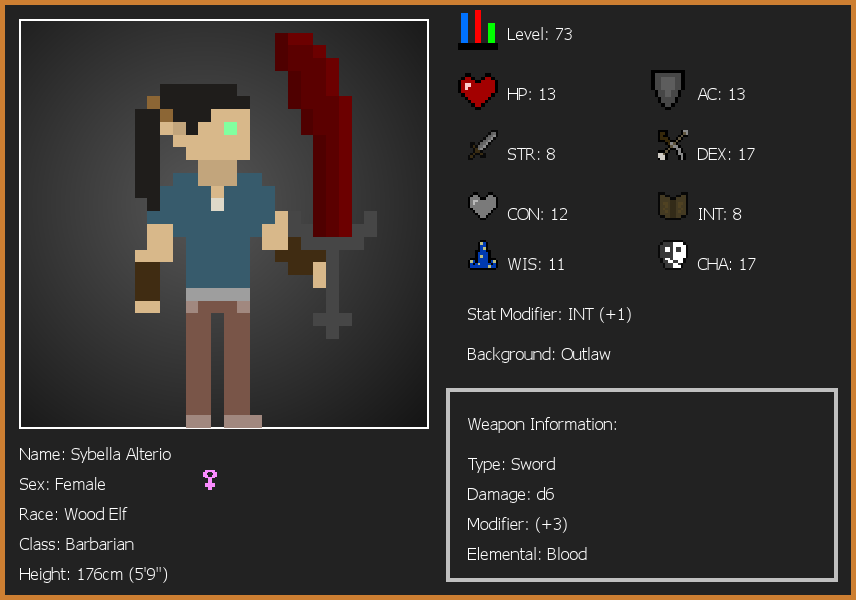 Level: 73
HP: 13
AC: 13
STR: 8
DEX: 17
CON: 12
INT: 8
WIS: 11
CHA: 17
Stat Modifier: INT (+1)
Background: Outlaw
Weapon Information:
Type: Sword
Damage: d6
Modifier: (+3)
Elemental: Blood
Name: Sybella Alterio
Sex: Female
Race: Wood Elf
Class: Barbarian
Height: 176cm (5'9")